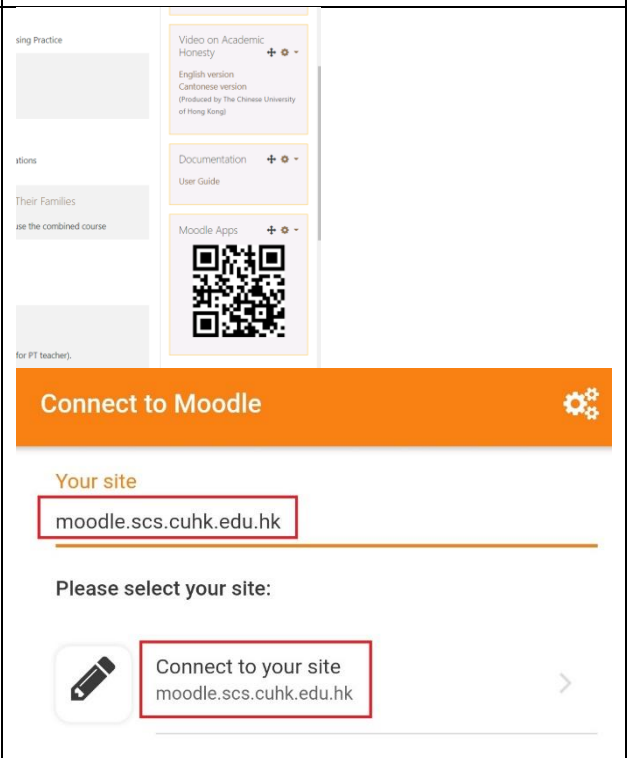 sing Practice
ations
Their Families
use the combined course
for PT teacher).
Video on Academic
Honesty
English version
Cantonese version
(Produced by The Chinese University
of Hong Kong)
Documentation
User Guide
Moodle Apps
Connect to Moodle
Your site
moodle.scs.cuhk.edu.hk
Please select your site:
Connect to your site
moodle.scs.cuhk.edu.hk